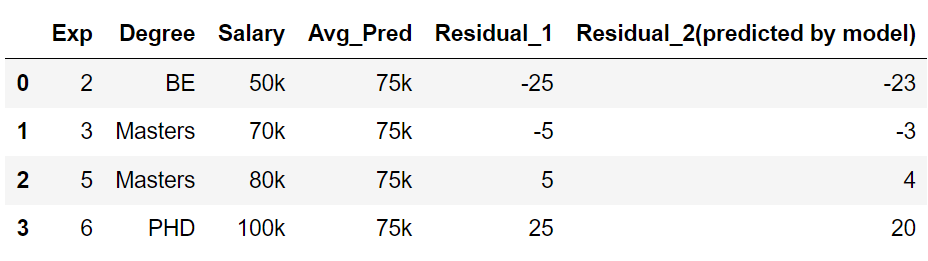 Exp Degree Salary Avg_Pred Residual_1 Residual_2(predicted by model)
0 2 BE 50k 75k -25 -23
1 3 Masters 70k 75k -5 -3
2 5 Masters 80k 75k 5 4
3 6 PHD 100k 75k 25 20